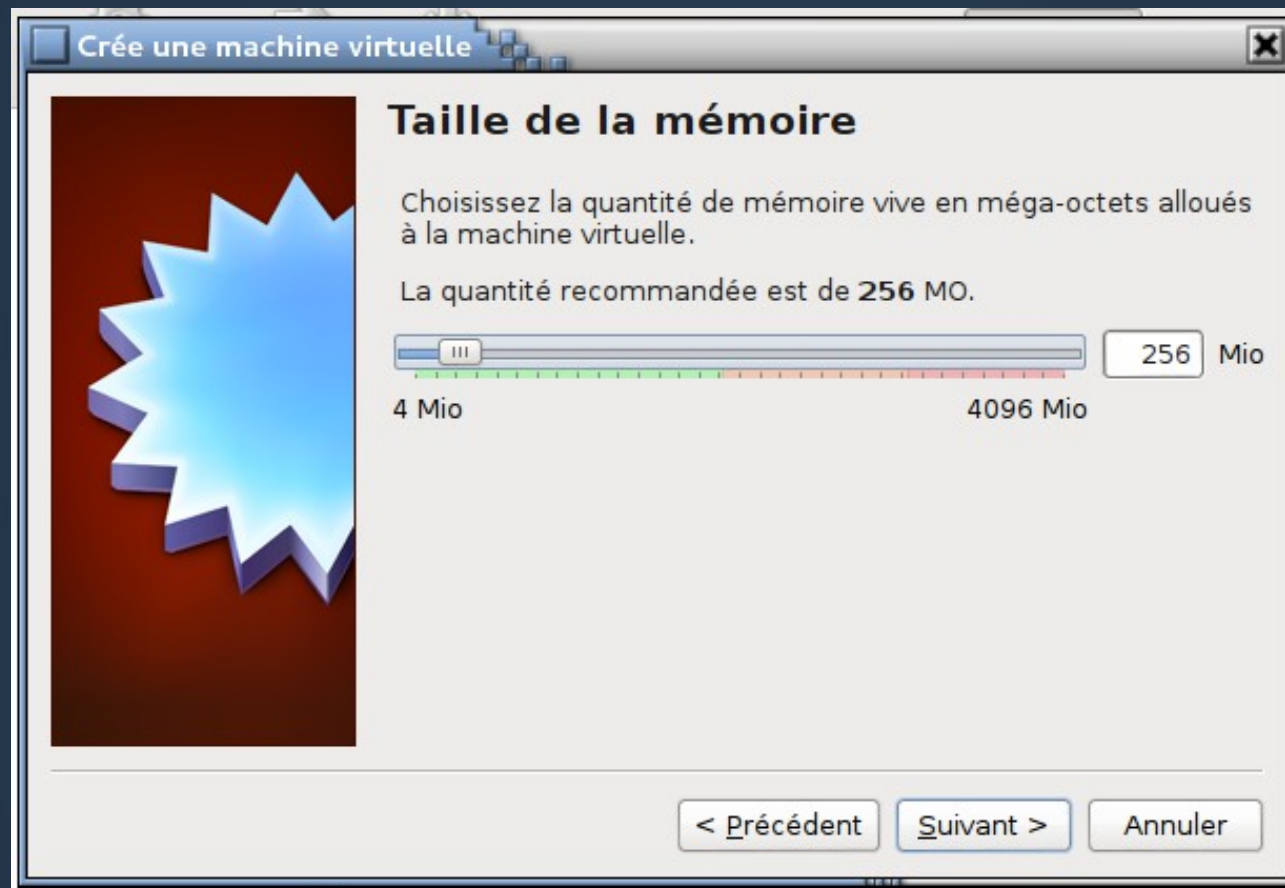 Crée une machine virtuelle
Taille de la mémoire
Choisissez la quantité de mémoire vive en méga-octets alloués
à la machine virtuelle.
La quantité recommandée est de 256 MO.
256 Mio
4 Mio 4096 Mio
< Précédent Suivant > Annuler